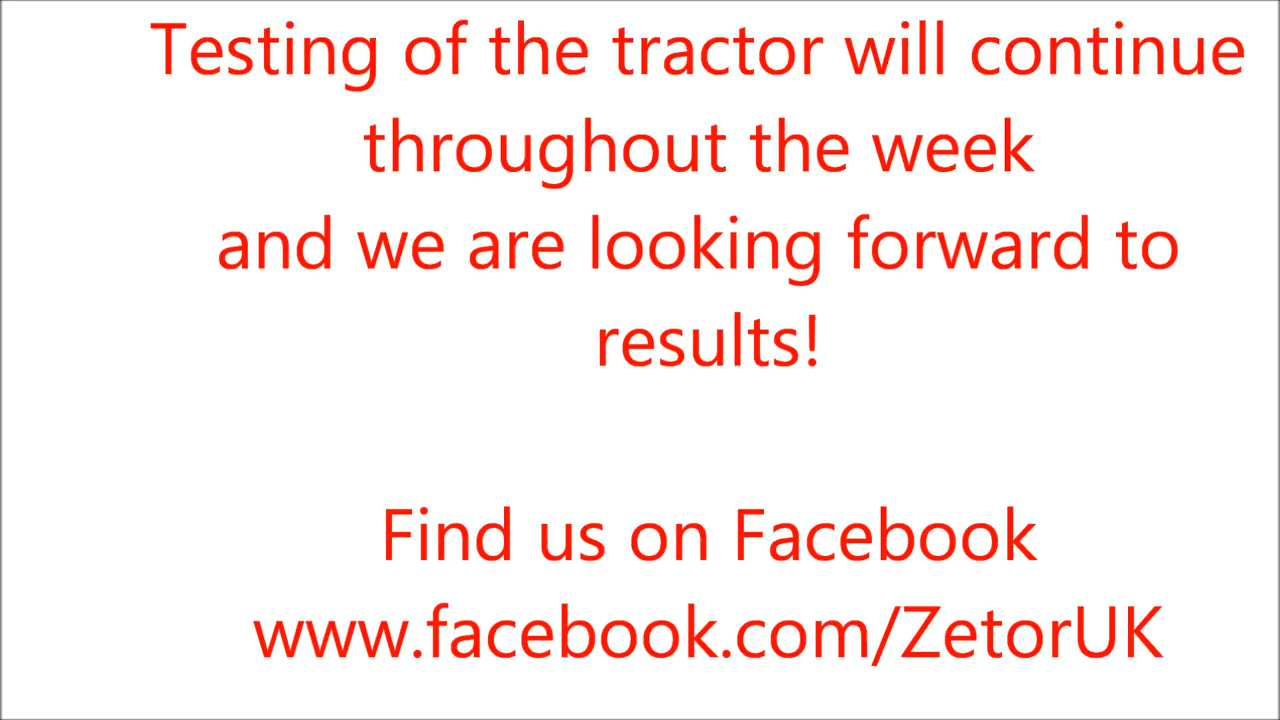 Testing of the tractor will continue
throughout the week
and we are looking forward to
results!
Find us on Facebook
www.facebook.com/ZetorUK